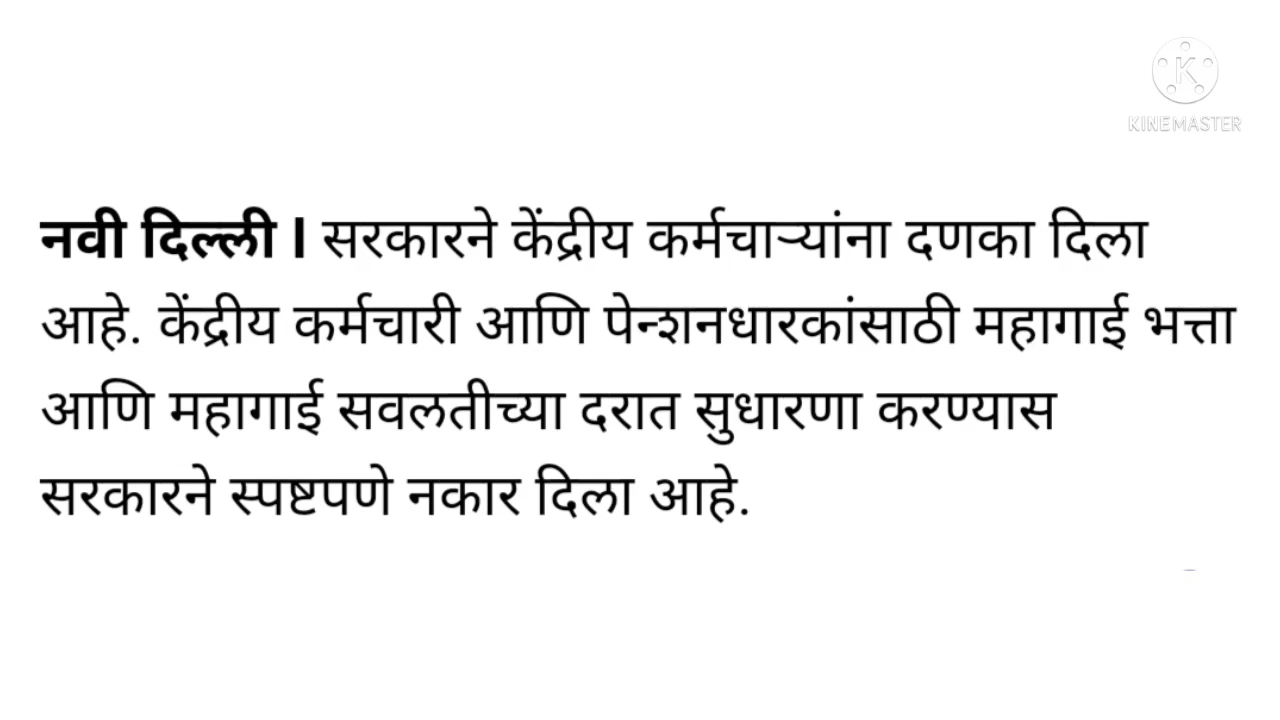 KINEMASTER
नवी दिल्ली I सरकारने केंद्रीय कर्मचाऱ्यांना दणका दिला
आहे. केंद्रीय कर्मचारी आणि पेन्शनधारकांसाठी महागाई भत्ता
आणि महागाई सवलतीच्या दरात सुधारणा करण्यास
सरकारने स्पष्टपणे नकार दिला आहे.